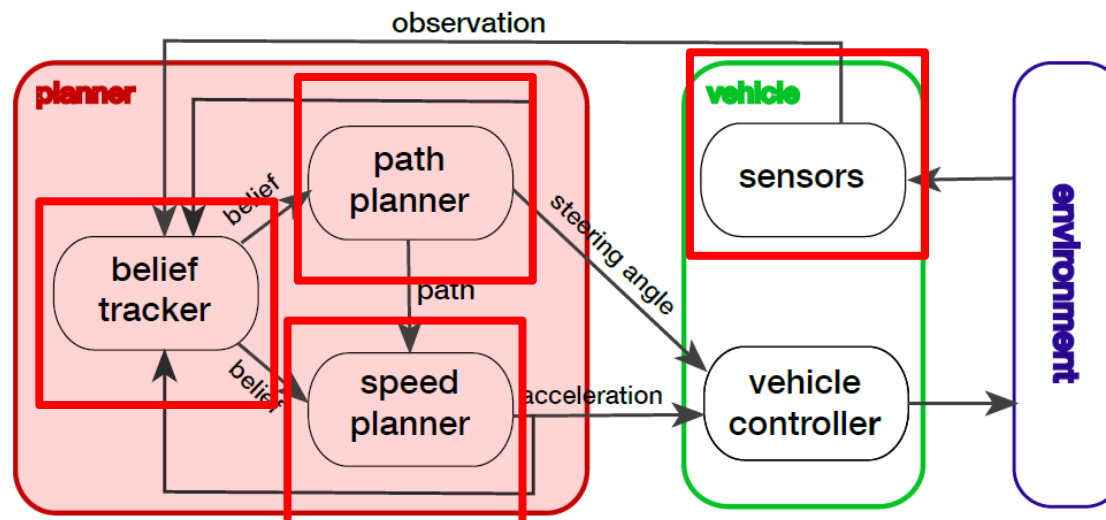 observation
planner
vehicle
path
planner
sensors
belief
steering angle
environment
belief
tracker
path
belief
speed
planner
acceleration
vehicle
controller